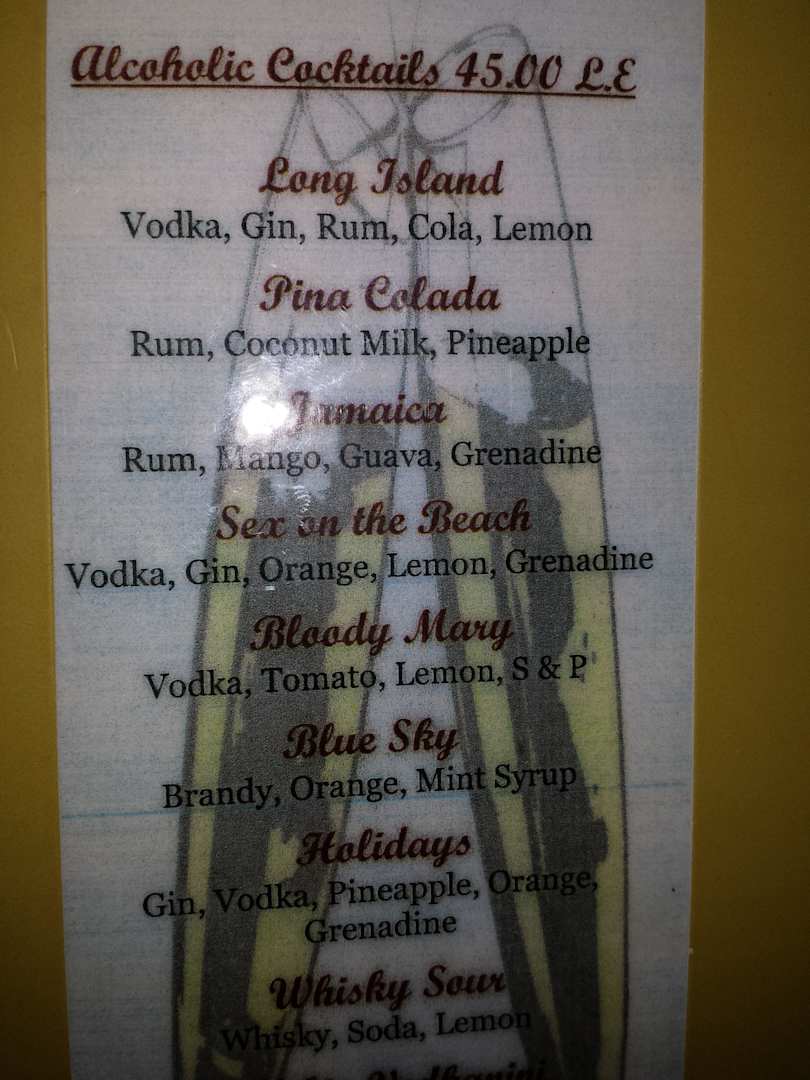 Alcoholic Cocktails 45.00 L.E
Long Island
Vodka, Gin, Rum, Cola, Lemon
Pina Colada
Rum, Coconut Milk, Pineapple
Jamaica
Rum, Mango, Guava, Grenadine
Sex on the Beach
Vodka, Gin, Orange, Lemon, Grenadine
Bloody Mary
Vodka, Tomato, Lemon, S & P
Blue Sky
Brandy, Orange, Mint Syrup
Holidays
Gin, Vodka, Pineapple, Orange,
Grenadine
Whisky Sour
Whisky, Soda, Lemon